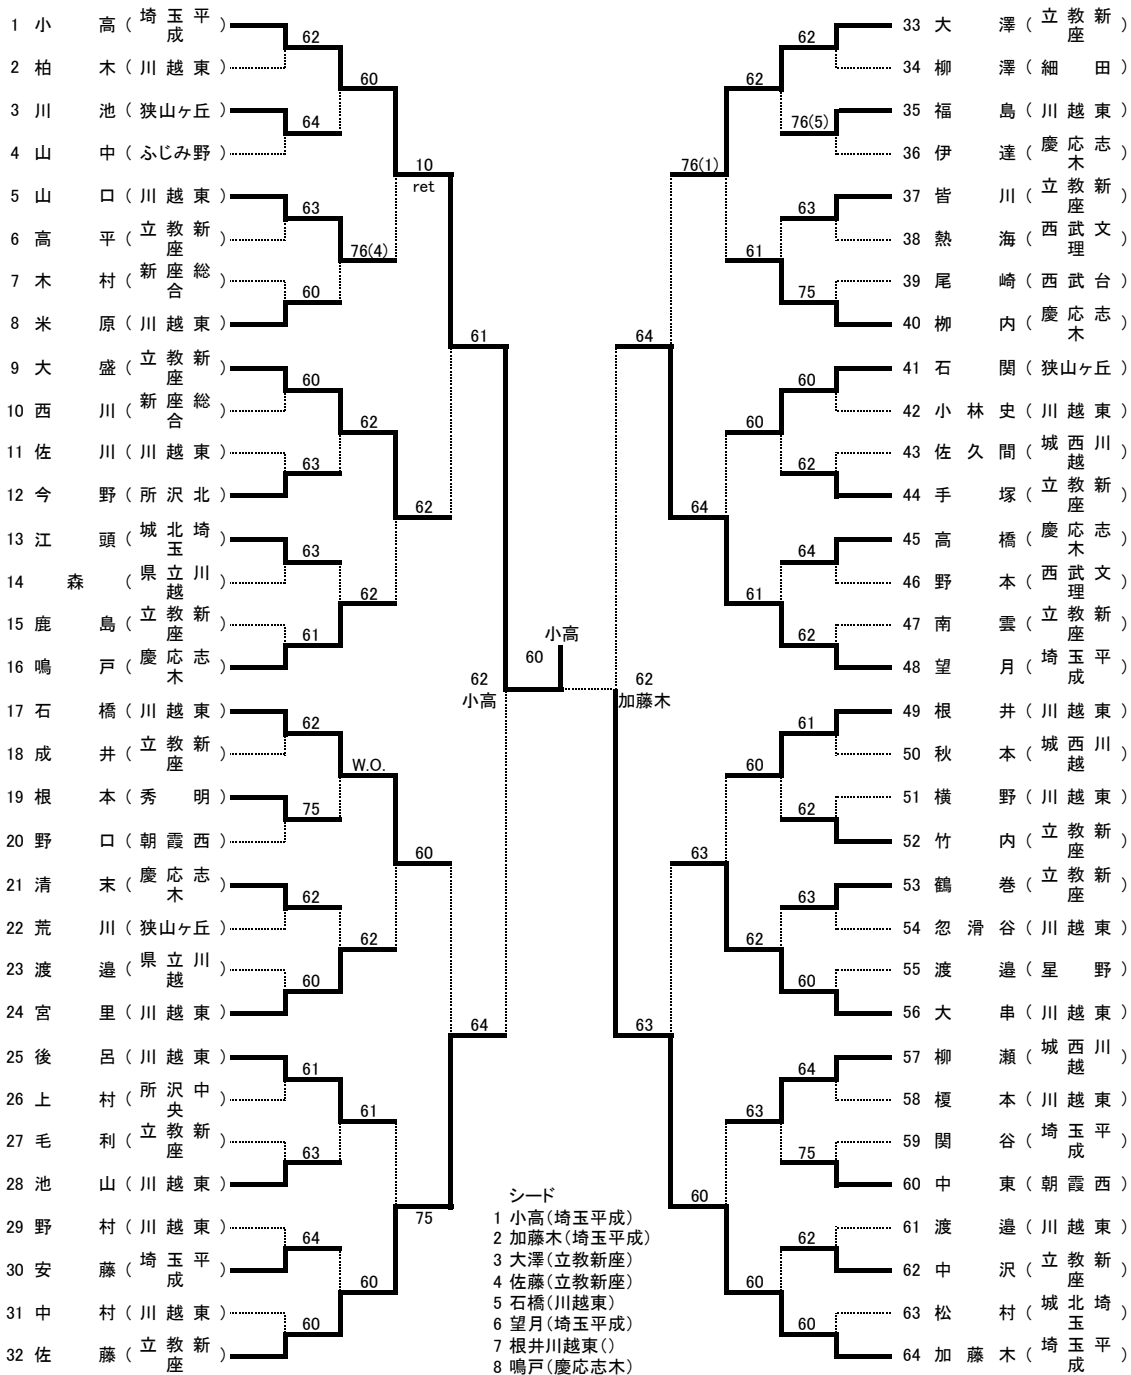 1 小高（埼玉平成）
2 柏木（川越東）
3 川池（狭山ヶ丘）
4 山中（ふじみ野）
5 山口（川越東）
6 高平（立教新座）
7 木村（新座総合）
8 米原（川越東）
9 大盛（立教新座）
10 西川（新座総合）
11 佐川（川越東）
12 今野（所沢北）
13 江頭（城北埼玉）
14 森（県立川越）
15 鹿島（立教新座）
16 鳴戸（慶応志木）
17 石橋（川越東）
18 成井（立教新座）
19 根本（秀明）
20 野口（朝霞西）
21 清末（慶応志木）
22 荒川（狭山ヶ丘）
23 渡邉（県立川越）
24 宮里（川越東）
25 後呂（川越東）
26 上村（所沢中央）
27 毛利（立教新座）
28 池山（川越東）
29 野村（川越東）
30 安藤（埼玉平成）
31 中村（川越東）
32 佐藤（立教新座）
62
64
63
60
60
63
63
61
62
75
62
60
61
63
64
60
60
76(4)
62
62
W.O.
62
61
60
10
ret
62
60
75
61
64
62
小高
小高
60
62
加藤木
64
63
76(1)
64
63
60
62
61
60
61
60
62
63
60
62
76(5)
63
75
60
62
64
62
61
62
63
60
64
75
62
60
33 大澤（立教新座）
34 柳澤（細田）
35 福島（川越東）
36 伊達（慶応志木）
37 皆川（立教新座）
38 熱海（西武文理）
39 尾崎（西武台）
40 栁内（慶応志木）
41 石関（狭山ヶ丘）
42 小林史（川越東）
43 佐久間（城西川越）
44 手塚（立教新座）
45 高橋（慶応志木）
46 野本（西武文理）
47 南雲（立教新座）
48 望月（埼玉平成）
49 根井（川越東）
50 秋本（城西川越）
51 横野（川越東）
52 竹内（立教新座）
53 鶴巻（立教新座）
54 忽滑谷（川越東）
55 渡邉（星野）
56 大串（川越東）
57 柳瀬（城西川越）
58 榎本（川越東）
59 関谷（埼玉平成）
60 中東（朝霞西）
61 渡邉（川越東）
62 中沢（立教新座）
63 松村（城北埼玉）
64 加藤木（埼玉平成）
シード
1 小高(埼玉平成)
2 加藤木(埼玉平成)
3 大澤(立教新座)
4 佐藤(立教新座)
5 石橋(川越東)
6 望月(埼玉平成)
7 根井川越東()
8 鳴戸(慶応志木)